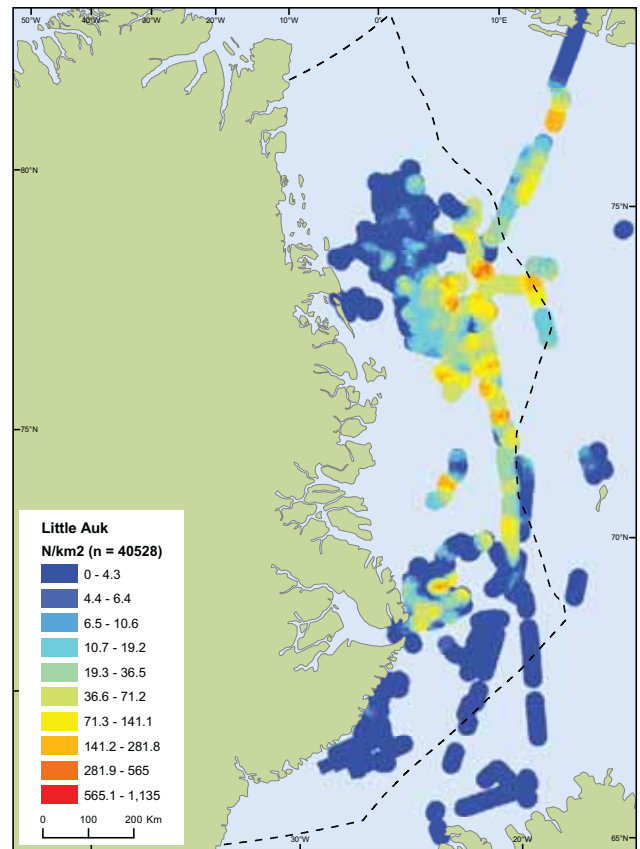 50°W 40°W 30°W 20°W 10°W 0°W 10°E
80°N
75°N
75°N
70°N
Little Auk
N/km2 (n = 40528)
0 - 4.3
4.4 - 6.4
6.5 - 10.6
10.7 - 19.2
19.3 - 36.5
36.6 - 71.2
71.3 - 141.1
141.2 - 281.8
281.9 - 565
565.1 - 1,135
0 100 200 Km
30°W 20°W 65°N